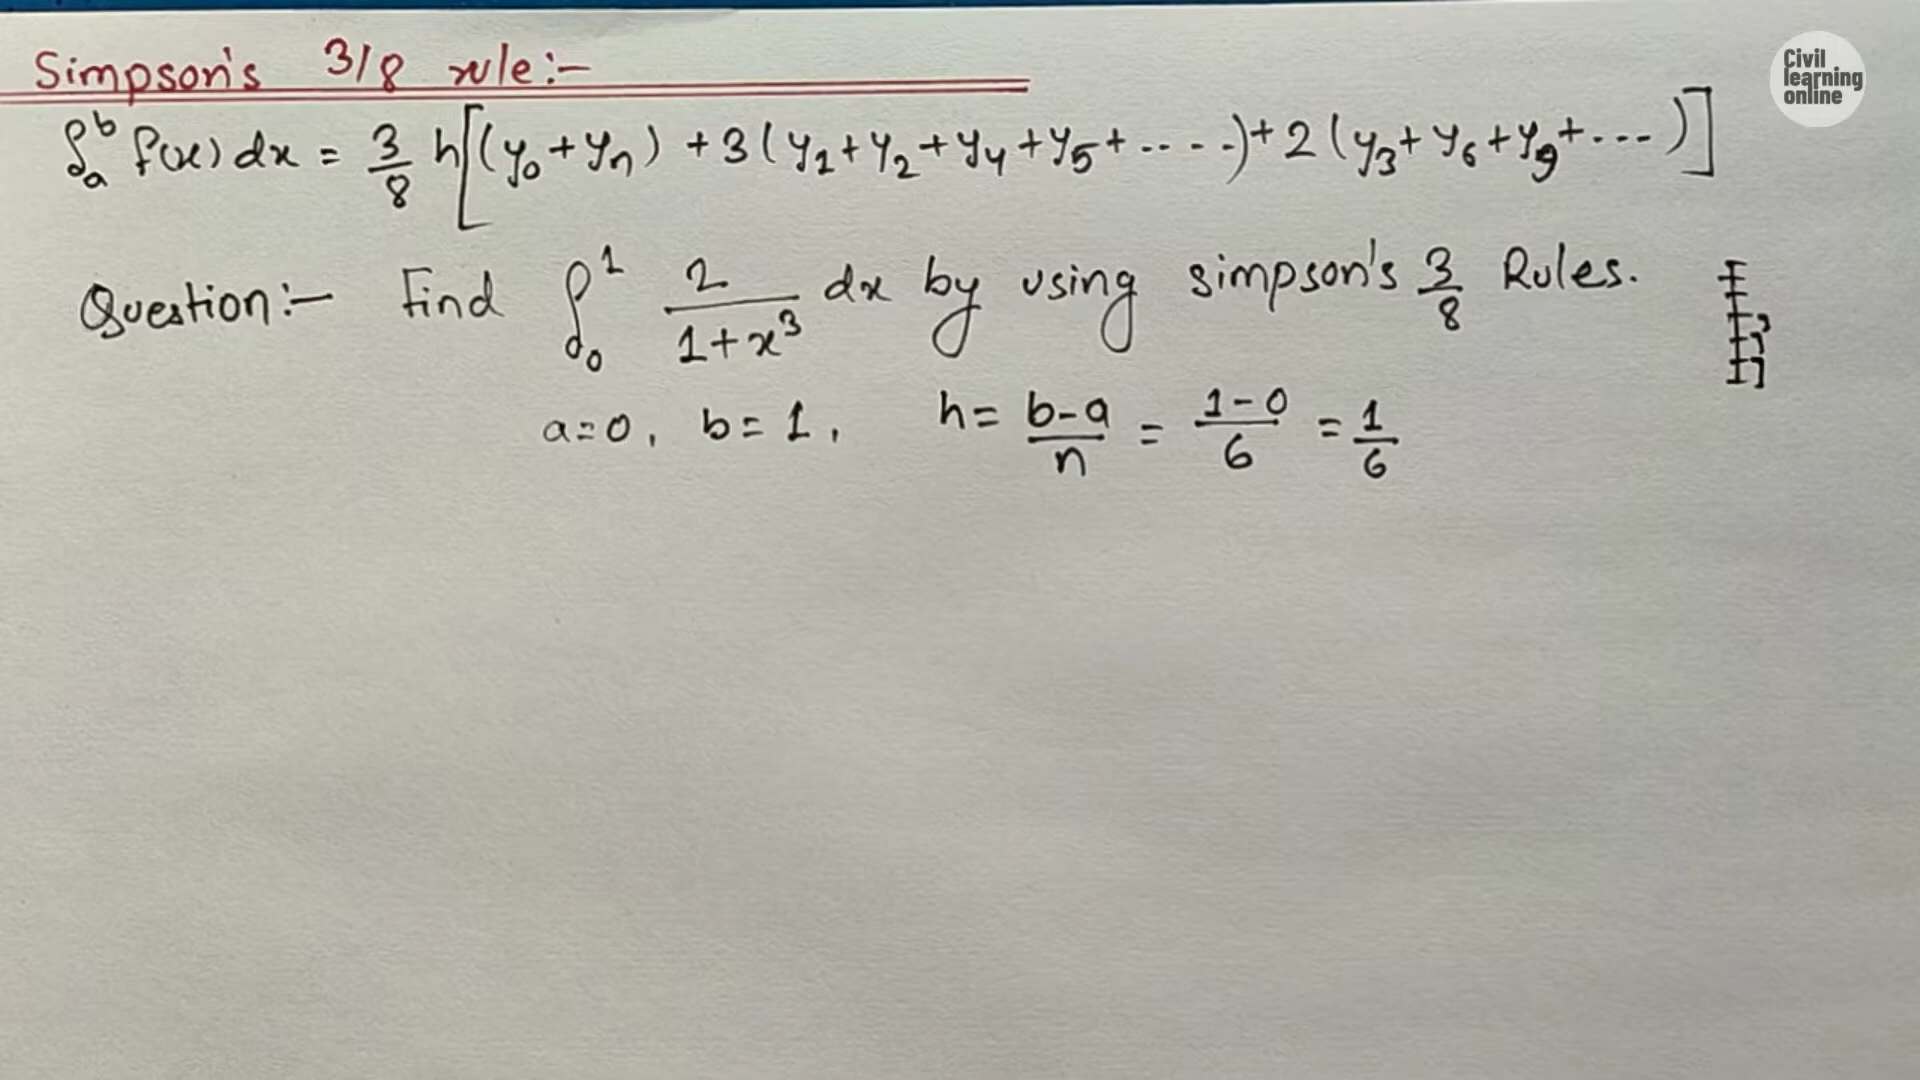 Simpson's 3/8 rule:-
∫ₐᵇ f(x) dx = 3/8 h[(y₀+yₙ) +3(y₁+y₂+y₄+y₅+.....)+2(y₃+y₆+y₉+...)]
Question:- Find ∫₀¹ 2/(1+x³) dx by using simpson's 3/8 Rules.
a=0, b=1, h= (b-a)/n = (1-0)/6 = 1/6
Civil
learning
online